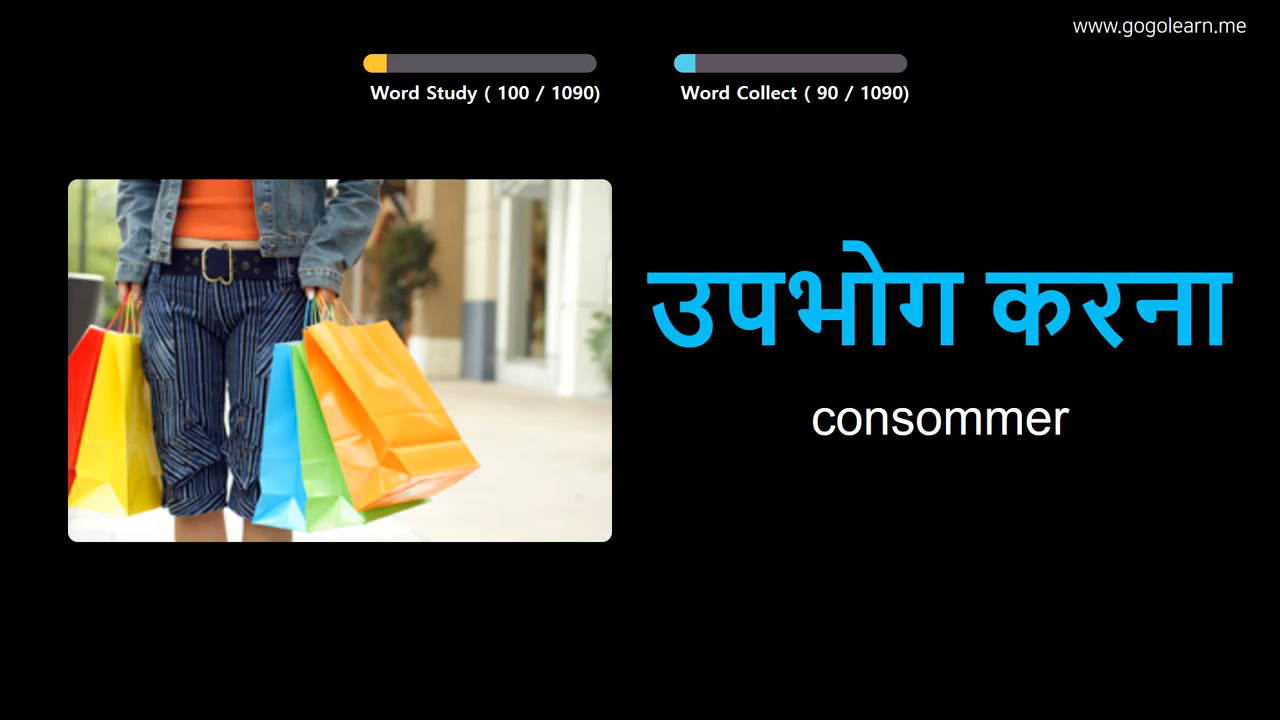 www.gogolearn.me
Word Study ( 100 / 1090)
Word Collect ( 90 / 1090)
उपभोग करना
consommer